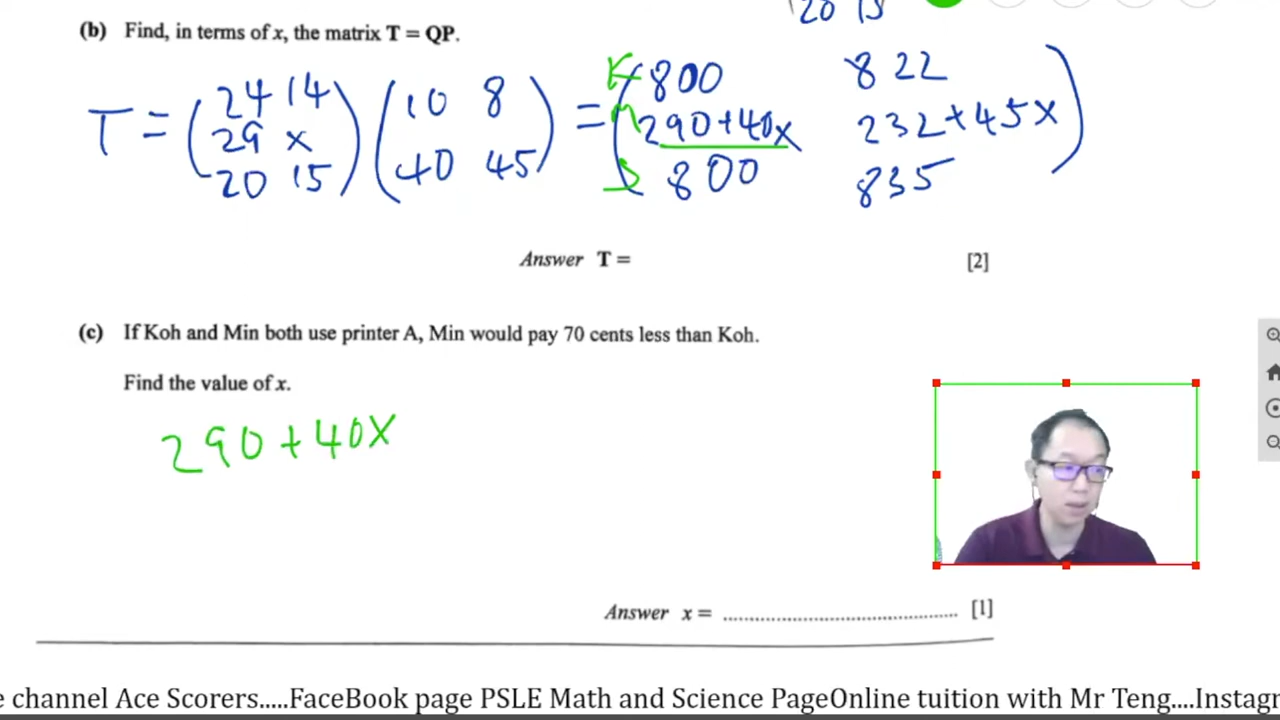 20 15
(b) Find, in terms of x, the matrix T = QP.
T = (24 14 29 x 20 15) (10 8 40 45) = (K 800 822 M 290+40x 232+45x S 800 835)
Answer T = [2]
(c) If Koh and Min both use printer A, Min would pay 70 cents less than Koh.
Find the value of x.
290+40x
Answer x = ................................................ [1]
e channel Ace Scorers.....FaceBook page PSLE Math and Science PageOnline tuition with Mr Teng....Instagr